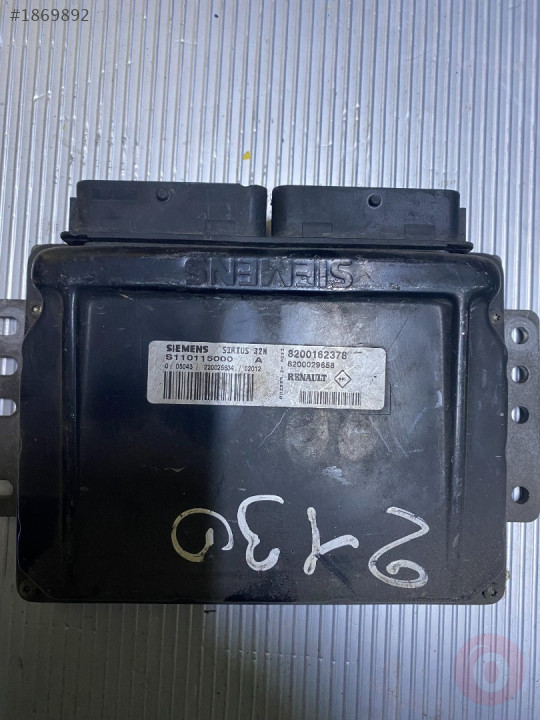 #1869892
SIEMENS
SIEMENS SIRIUS 32N
S110115000 A
8200162378
8200029658
RENAULT
2130